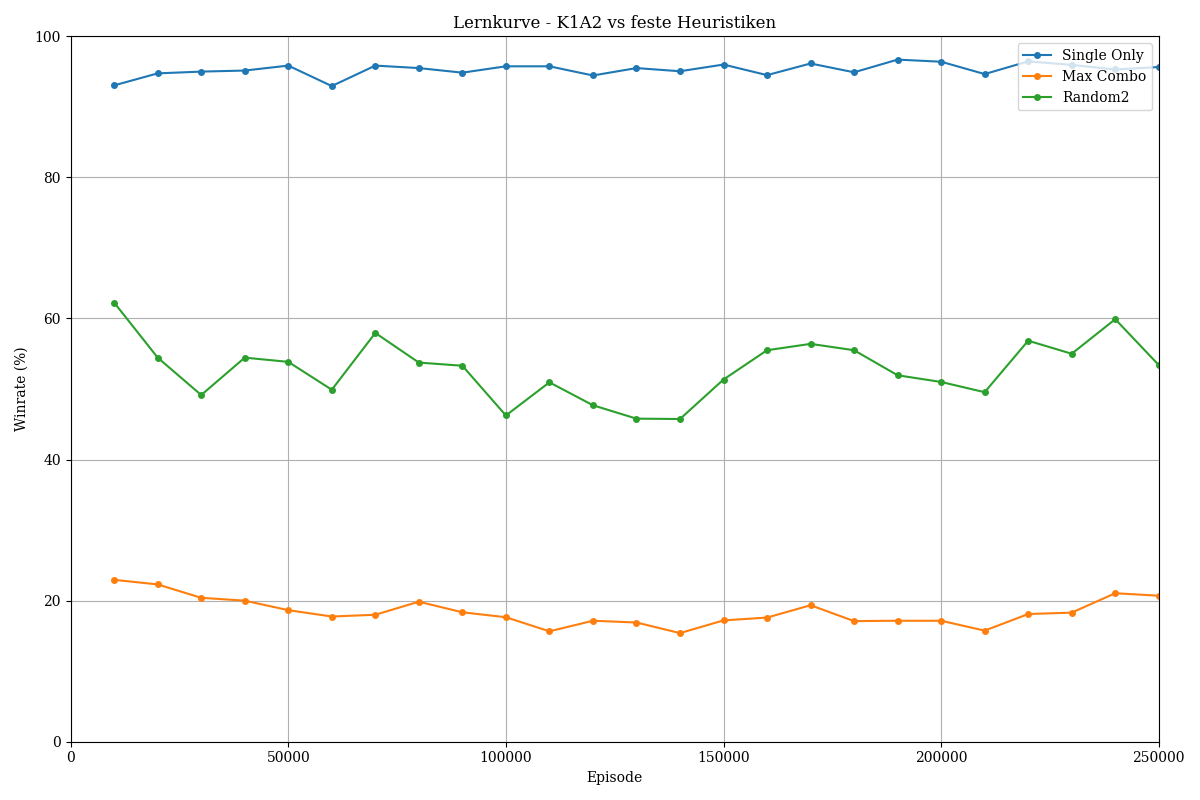 Lernkurve - K1A2 vs feste Heuristiken
100
80
60
40
20
0
Winrate (%)
Single Only
Max Combo
Random2
0 50000 100000 150000 200000 250000
Episode